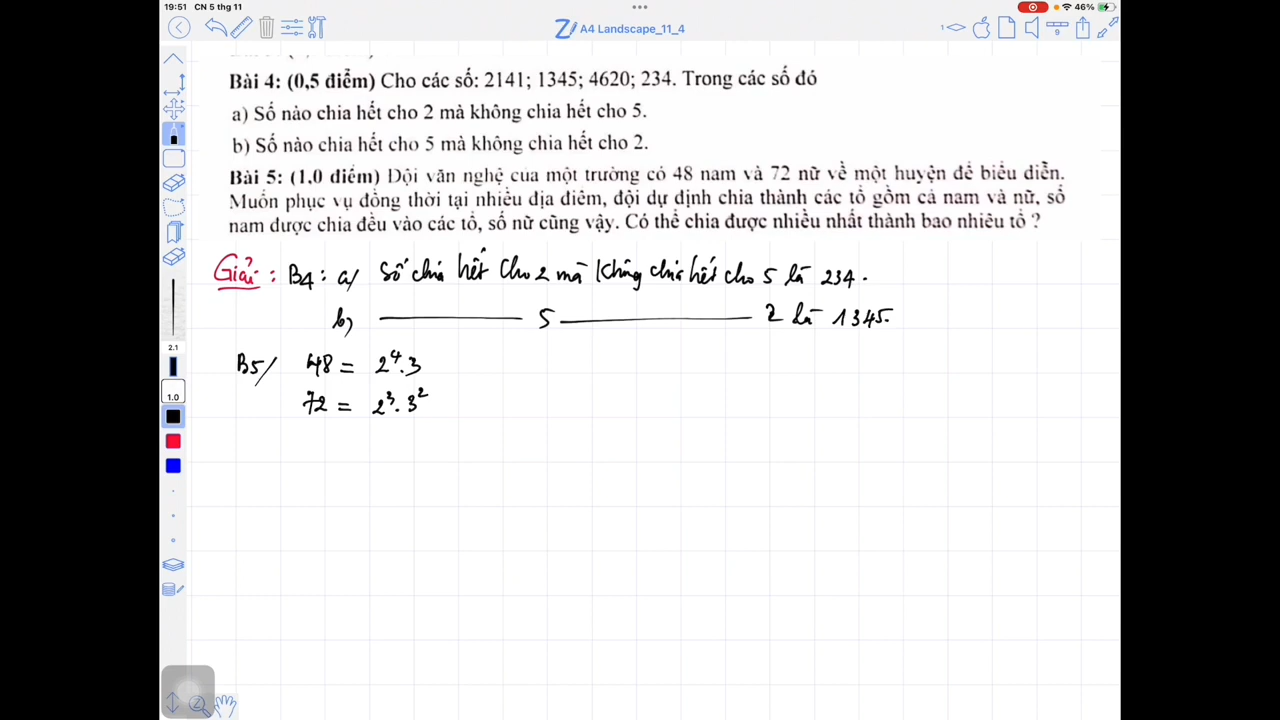 19:51 CN 5 thg 11
46%
A4 Landscape_11_4
1
9
Bài 4: (0,5 điểm) Cho các số: 2141; 1345; 4620; 234. Trong các số đó
a) Số nào chia hết cho 2 mà không chia hết cho 5.
b) Số nào chia hết cho 5 mà không chia hết cho 2.
Bài 5: (1,0 điểm) Đội văn nghệ của một trường có 48 nam và 72 nữ về một huyện để biểu diễn.
Muốn phục vụ đồng thời tại nhiều địa điểm, đội dự định chia thành các tổ gồm cả nam và nữ, số
nam được chia đều vào các tổ, số nữ cũng vậy. Có thể chia được nhiều nhất thành bao nhiêu tổ ?
Giải: B4: a/ Số chia hết cho 2 mà không chia hết cho 5 là 234.
b) ——— 5 ——— 2 là 1345.
B5/ 48 = 2⁴.3
72 = 2³.3²
2.1
1.0